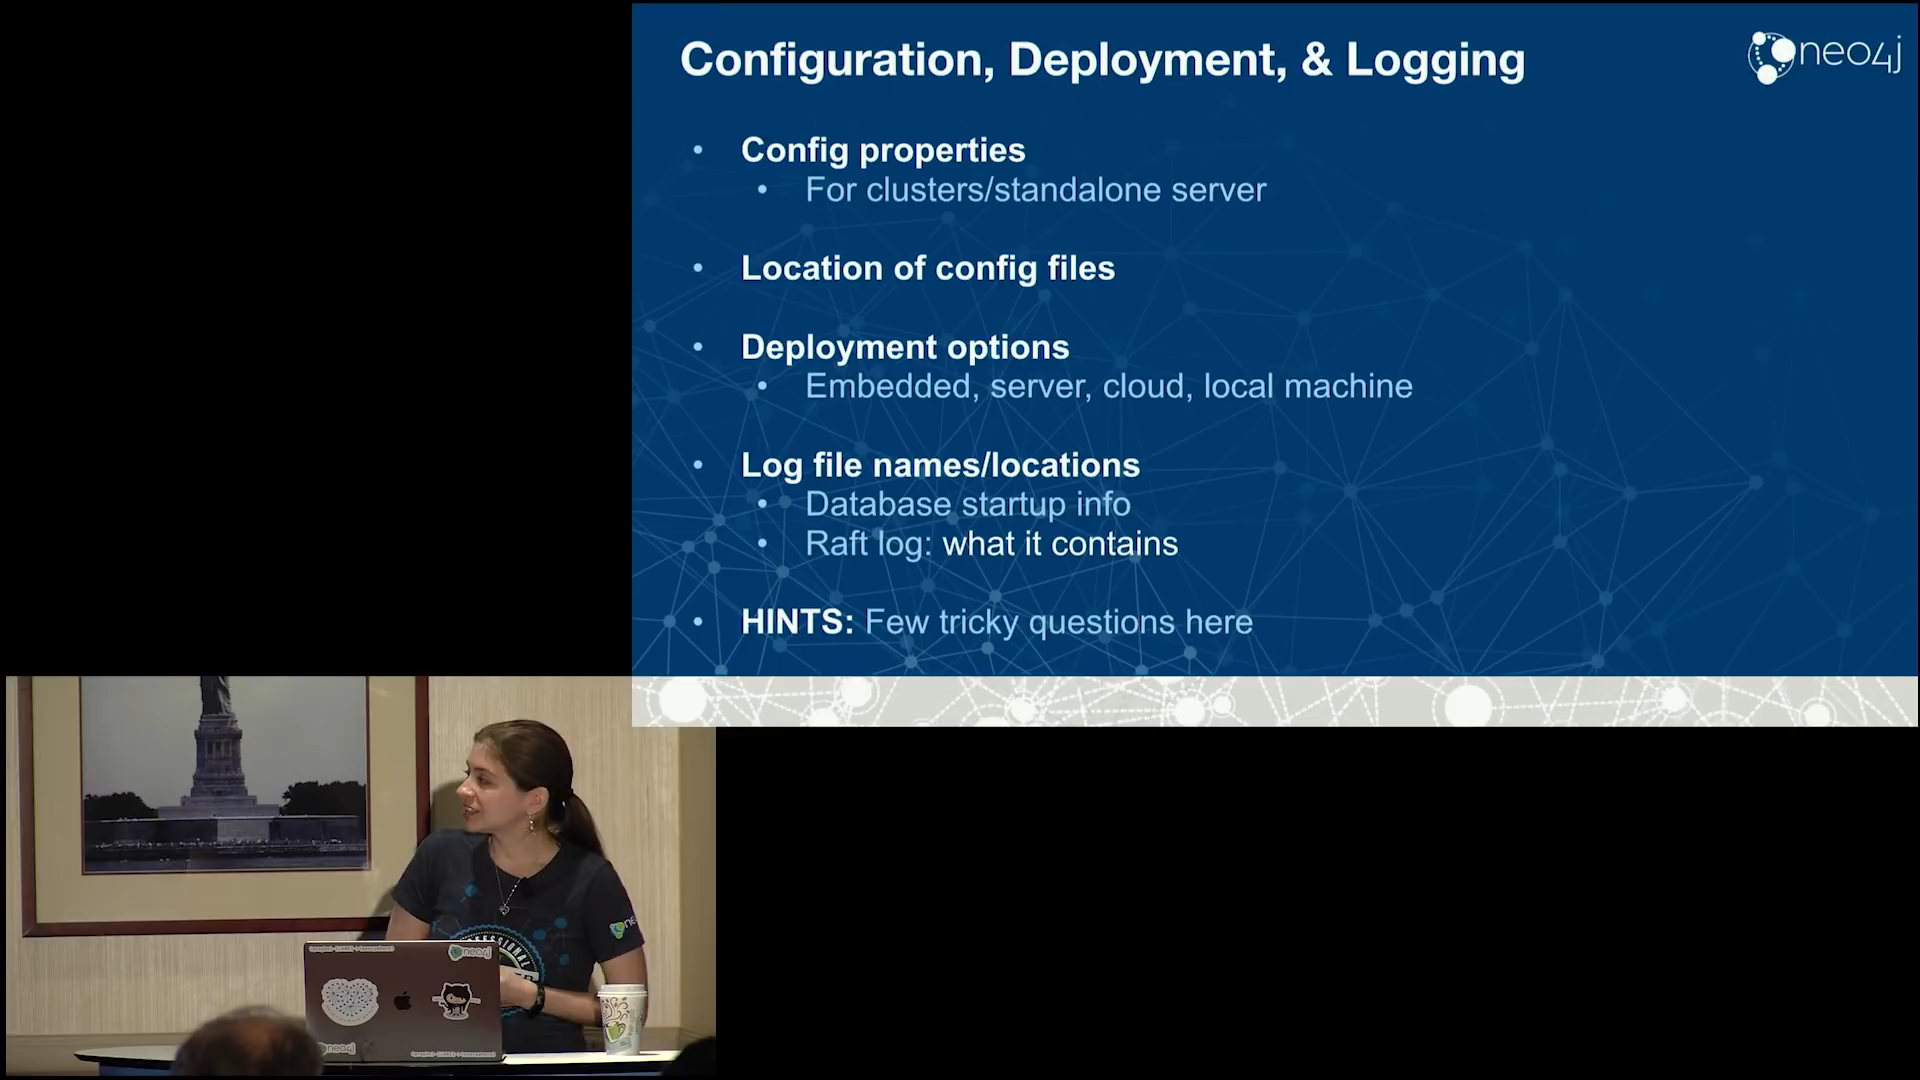 Configuration, Deployment, & Logging
neo4j
• Config properties
• For clusters/standalone server
• Location of config files
• Deployment options
• Embedded, server, cloud, local machine
• Log file names/locations
• Database startup info
• Raft log: what it contains
• HINTS: Few tricky questions here
neo4j
neo4j